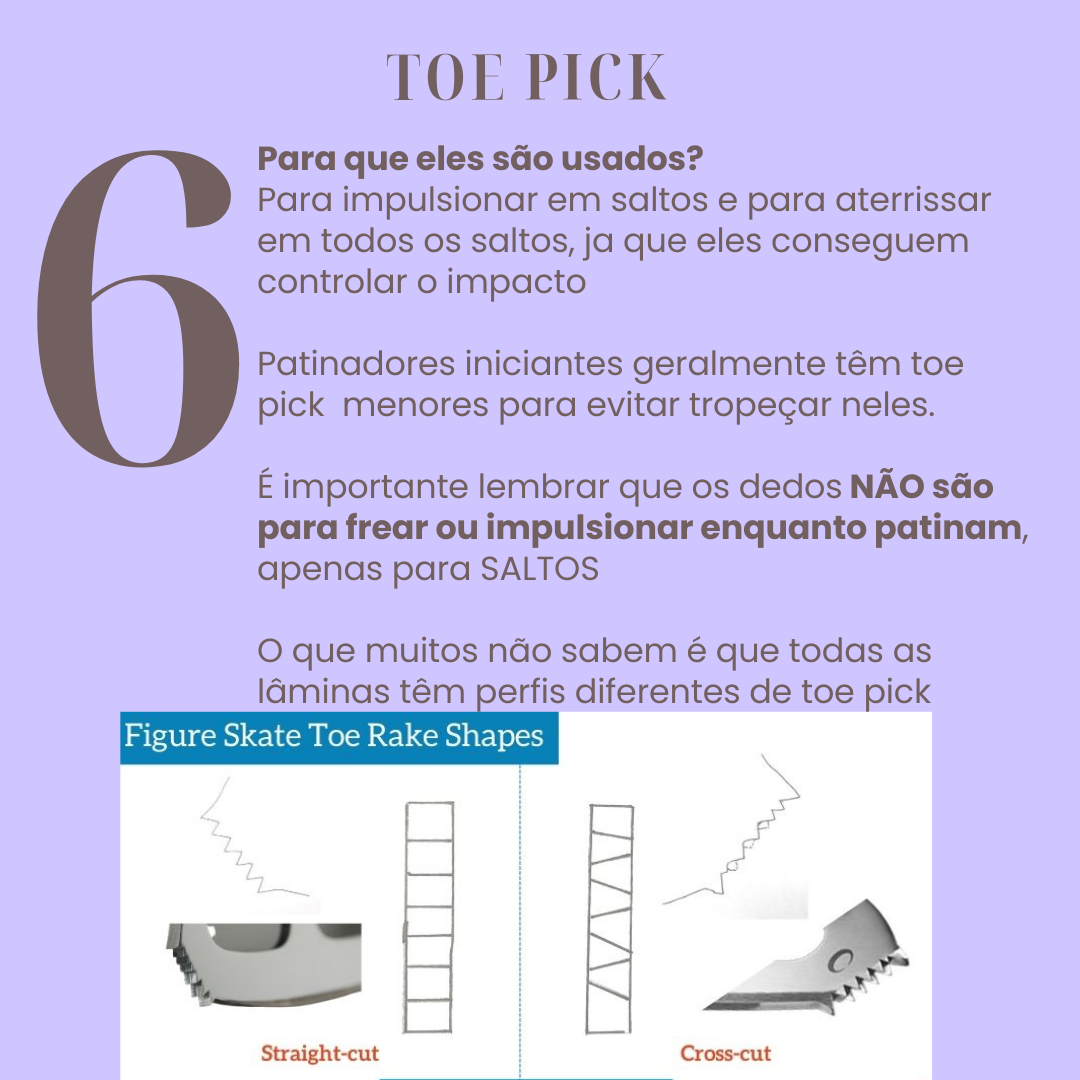 TOE PICK
6
Para que eles são usados?
Para impulsionar em saltos e para aterrissar
em todos os saltos, ja que eles conseguem
controlar o impacto
Patinadores iniciantes geralmente têm toe
pick  menores para evitar tropeçar neles.
É importante lembrar que os dedos NÃO são
para frear ou impulsionar enquanto patinam,
apenas para SALTOS
O que muitos não sabem é que todas as
lâminas têm perfis diferentes de toe pick
Figure Skate Toe Rake Shapes
Straight-cut
Cross-cut